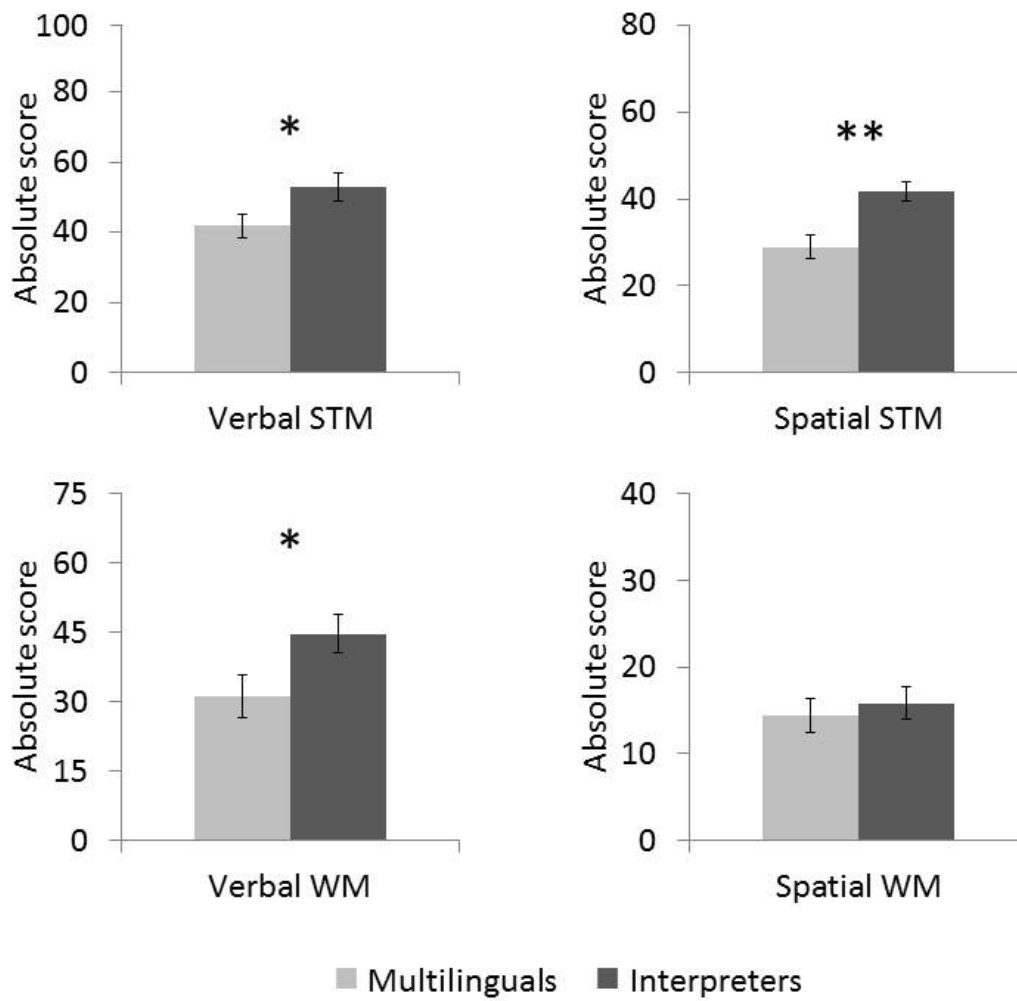 Absolute score
100
80
60
40
20
0
*
Verbal STM
Absolute score
80
60
40
20
0
**
Spatial STM
Absolute score
75
60
45
30
15
0
*
Verbal WM
Absolute score
40
30
20
10
0
Spatial WM
Multilinguals Interpreters